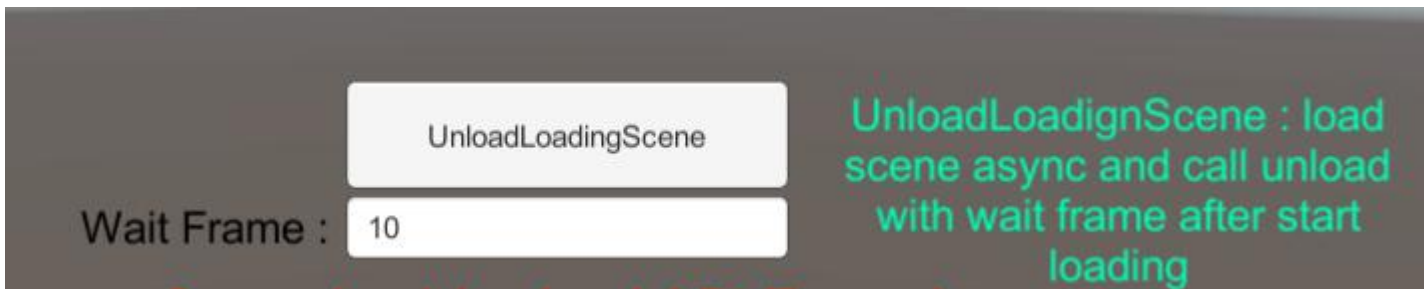 UnloadLoadingScene
Wait Frame :
10
UnloadLoadignScene : load
scene async and call unload
with wait frame after start
loading